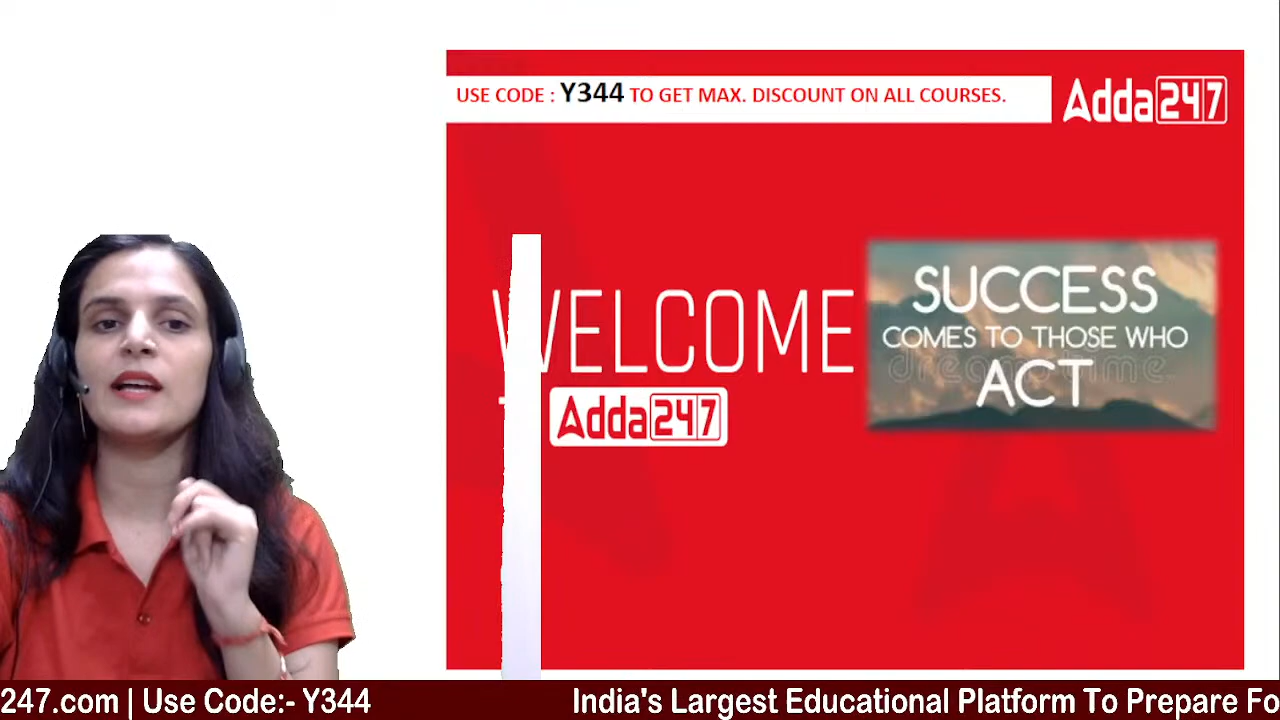 USE CODE : Y344 TO GET MAX. DISCOUNT ON ALL COURSES.
Adda247
WELCOME
Adda247
SUCCESS
COMES TO THOSE WHO
ACT
dreamstime
247.com | Use Code:- Y344
India's Largest Educational Platform To Prepare Fo